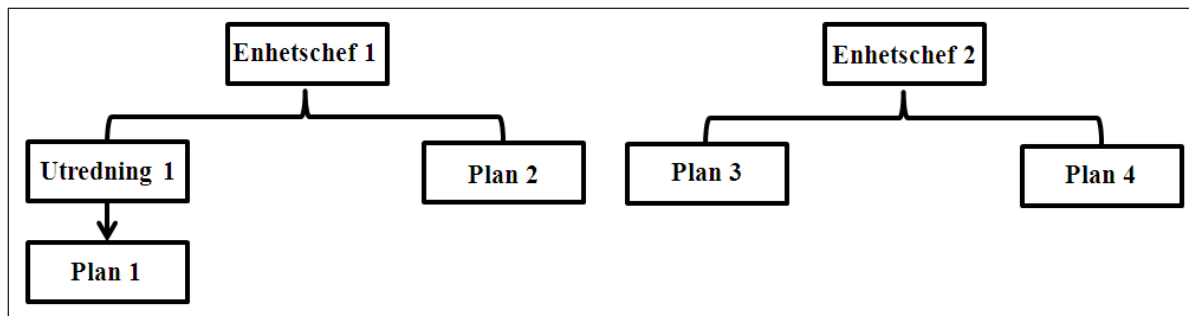 Enhetschef 1
Enhetschef 2
Utredning 1
Plan 2
Plan 3
Plan 4
Plan 1